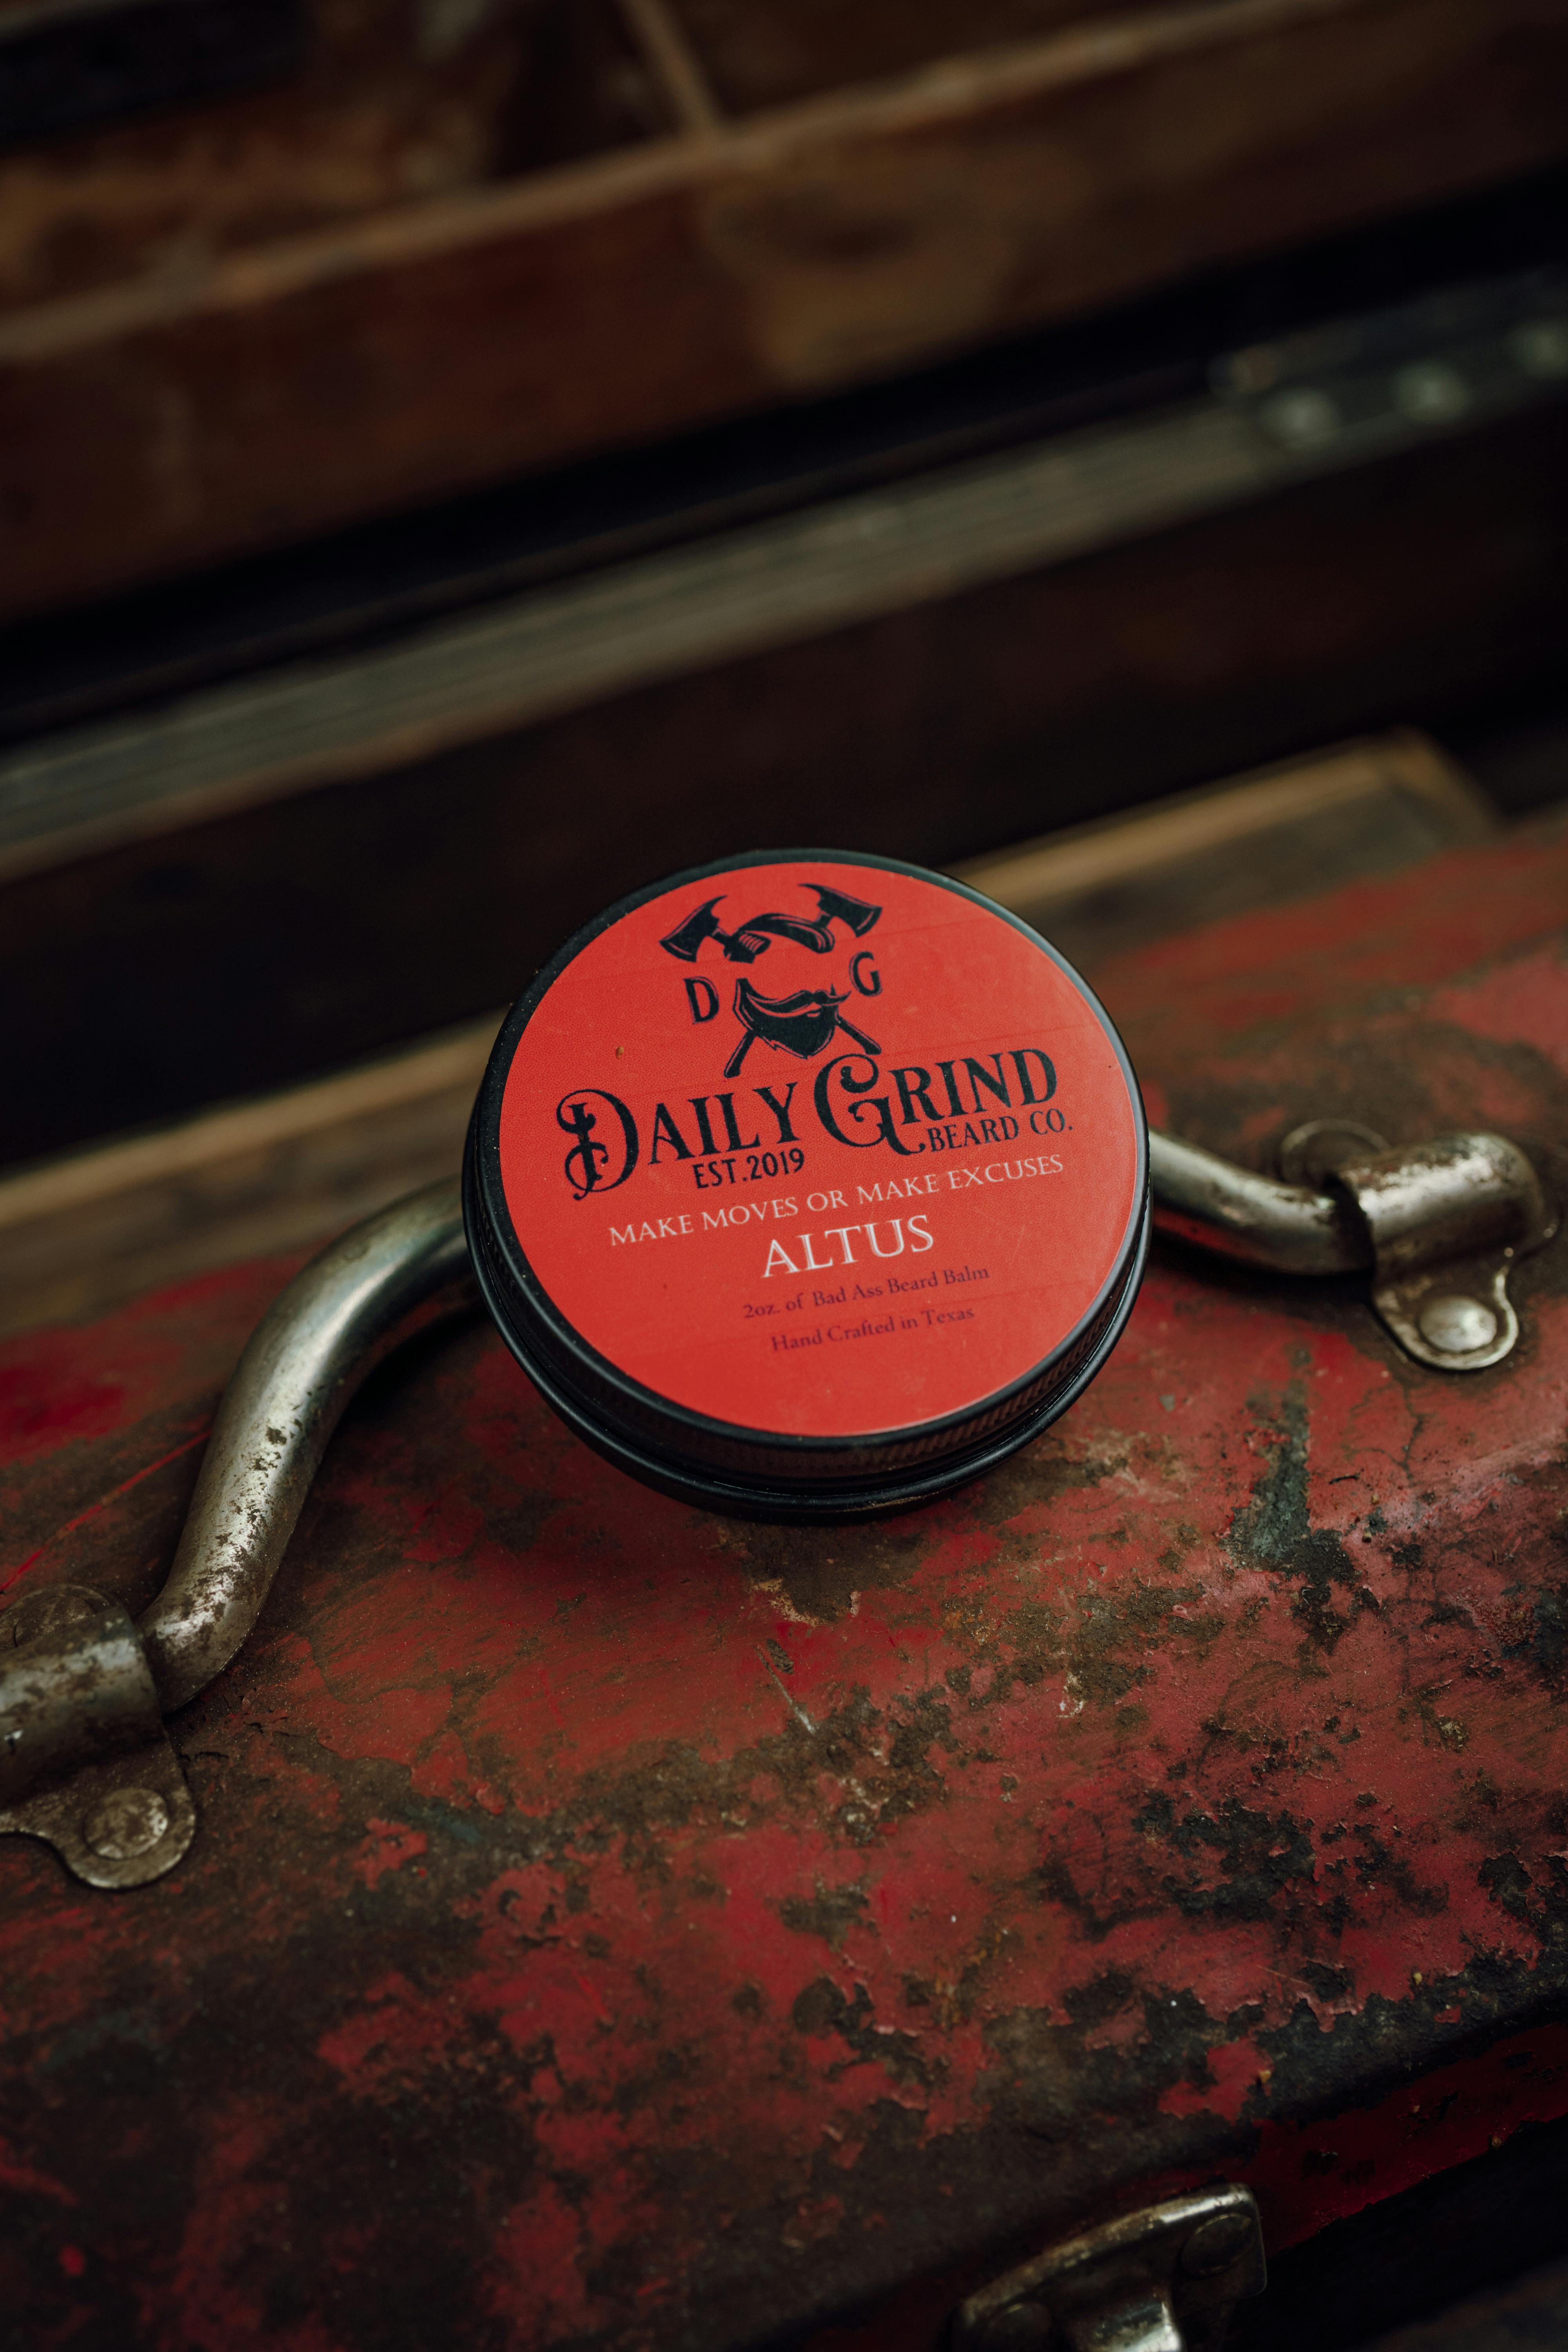 D G
DAILY GRIND
BEARD CO.
EST.2019
MAKE MOVES OR MAKE EXCUSES
ALTUS
2oz. of Bad Ass Beard Balm
Hand Crafted in Texas